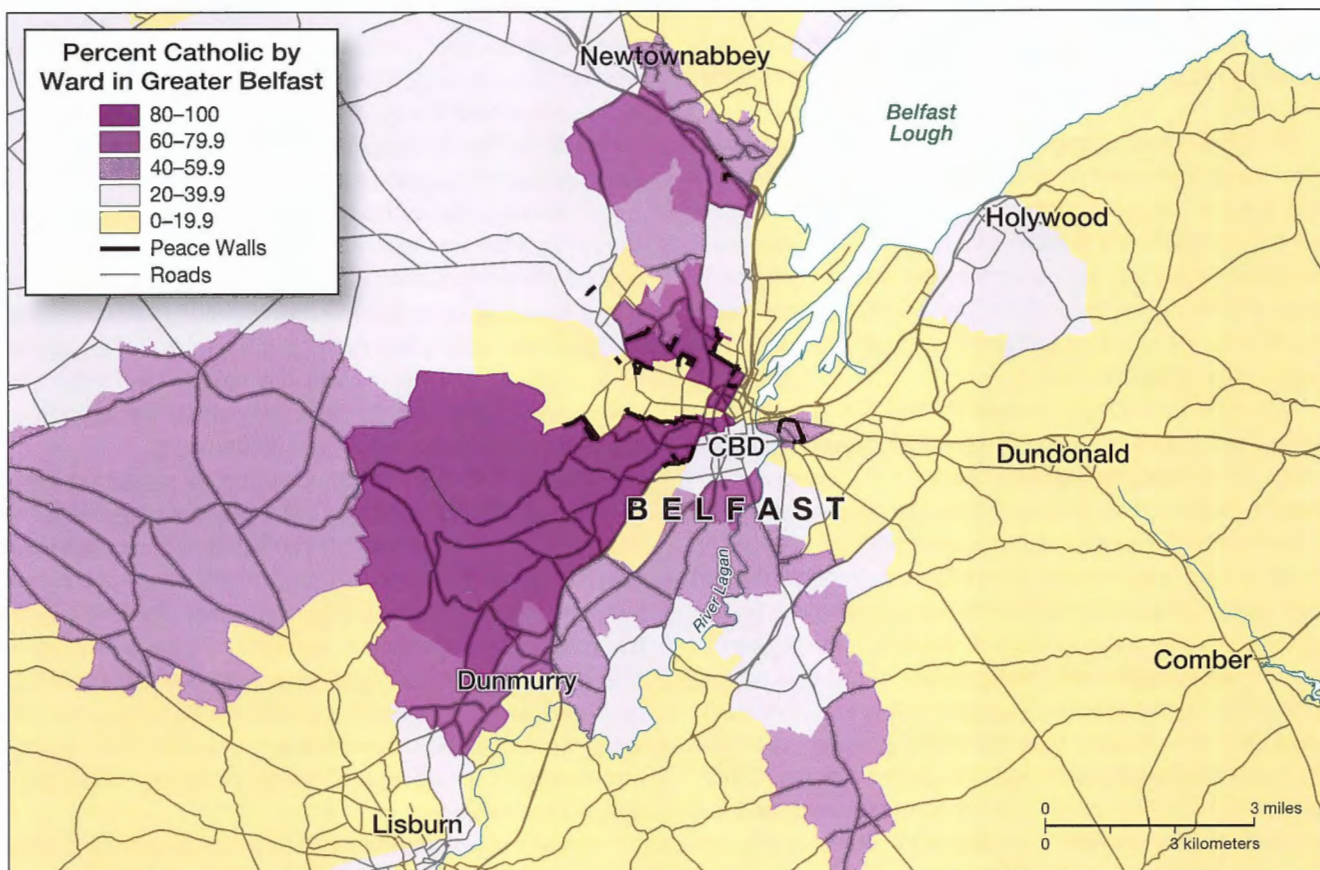 Percent Catholic by
Ward in Greater Belfast
80–100
60–79.9
40–59.9
20–39.9
0–19.9
Peace Walls
Roads
Newtownabbey
Belfast
Lough
Holywood
CBD
Dundonald
BELFAST
River Lagan
Comber
Dunmurry
Lisburn
0 3 miles
0 3 kilometers